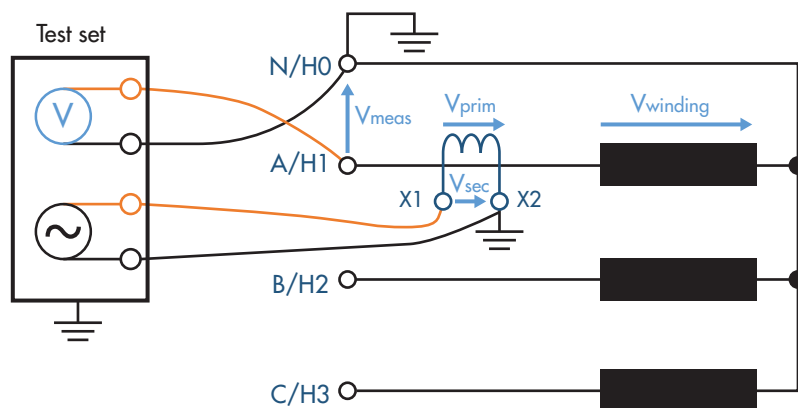 Test set
V
N/H0
Vmeas
A/H1
Vprim
Vwinding
X1
Vsec
X2
B/H2
C/H3